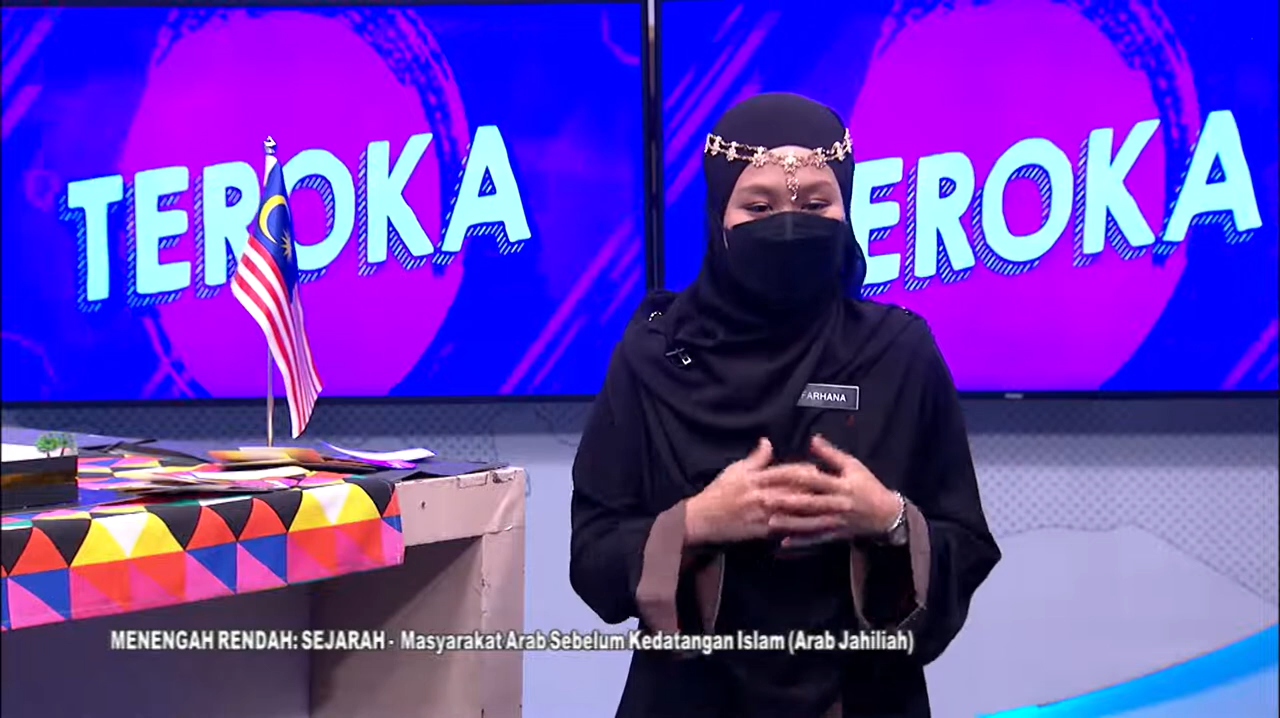 TEROKA
TEROKA
FARHANA
MENENGAH RENDAH: SEJARAH - Masyarakat Arab Sebelum Kedatangan Islam (Arab Jahiliah)